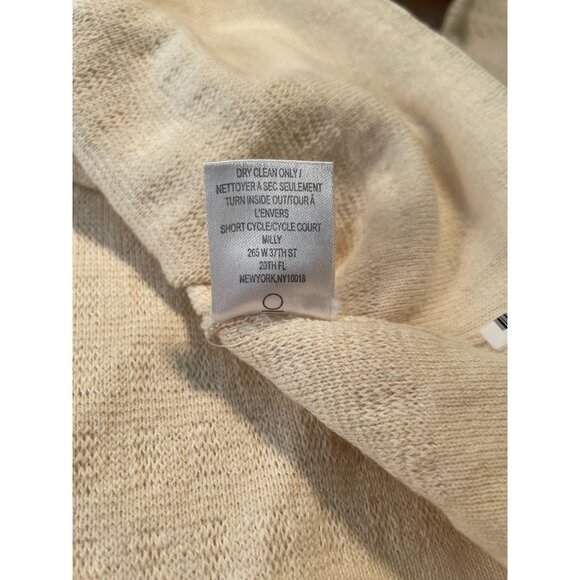 DRY CLEAN ONLY/
NETTOYER A SEC SEULEMENT
TURN INSIDE OUT/TOUR À
L'ENVERS
SHORT CYCLE/CYCLE COURT
MILLY
265 W 37TH ST
20TH FL
NEWYORK,NY10018